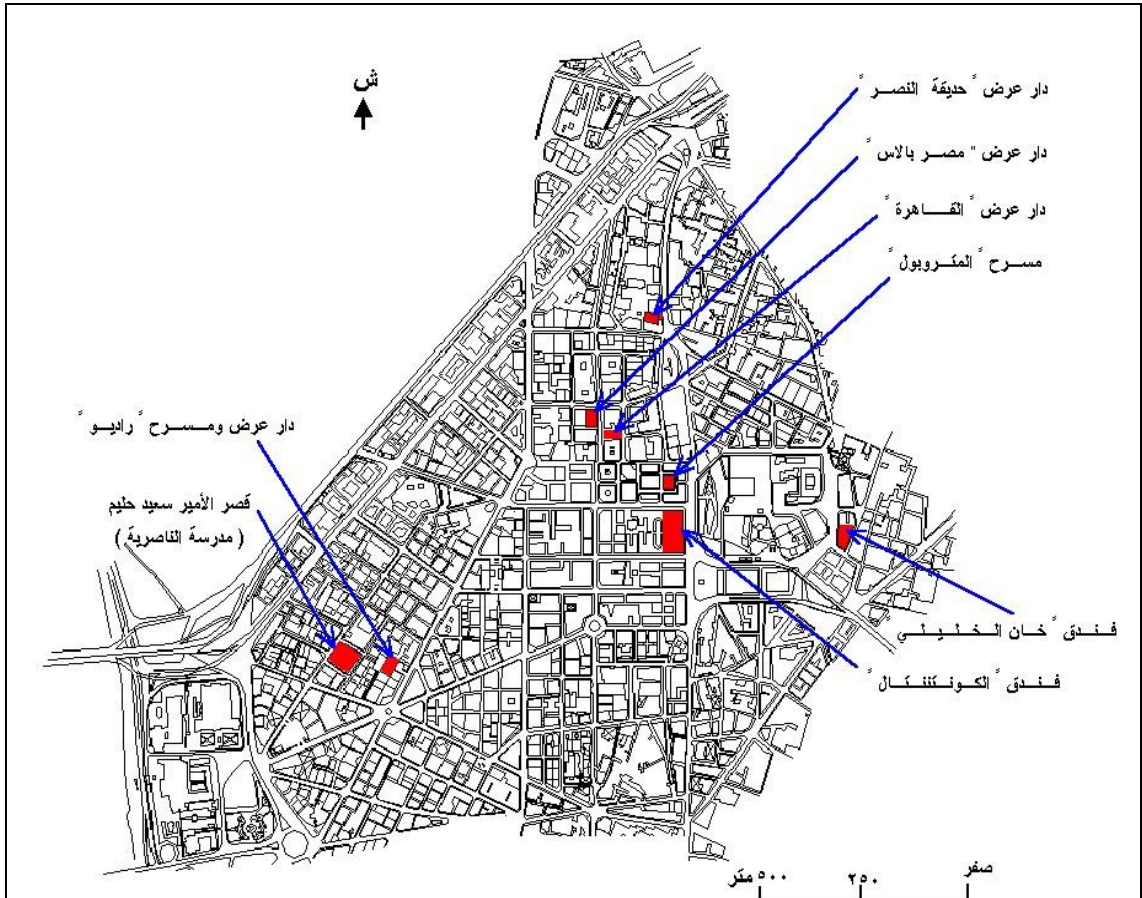 ش
دار عرض " حديقة النصر "
دار عرض " مصر بالاس "
دار عرض " القاهرة "
مسرح " المتروبول "
دار عرض ومسرح " راديو "
قصر الأمير سعيد حليم
( مدرسة الناصرية )
فندق " خان الخليلي
فندق " الكونتننتال "
صفر ٢٥٠ ٥٠٠ متر